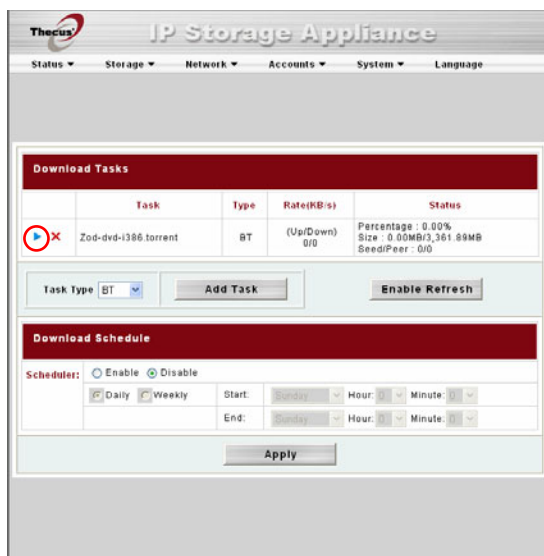 Thecus IP Storage Appliance
Status Storage Network Accounts System Language
Download Tasks
Task Type Rate(KB/s) Status
Zod-dvd-i386.torrent BT (Up/Down) 0/0 Percentage : 0.00%
Size : 0.00MB/3,361.89MB
Seed/Peer : 0/0
Task Type BT Add Task Enable Refresh
Download Schedule
Scheduler: Enable Disable
Daily Weekly Start: Sunday Hour: 0 Minute: 0
End: Sunday Hour: 0 Minute: 0
Apply